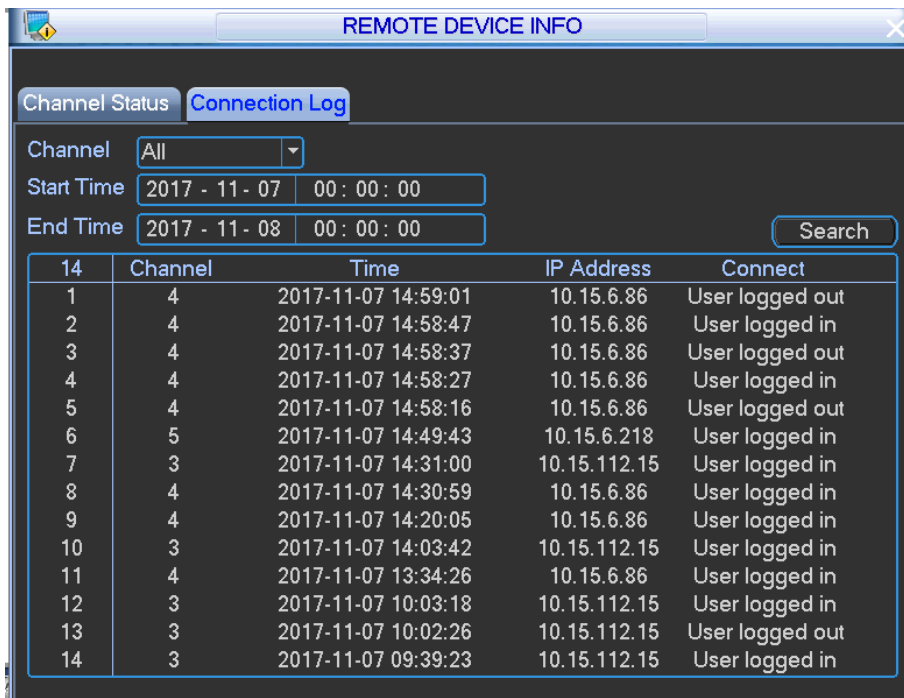 REMOTE DEVICE INFO
Channel Status Connection Log
Channel All
Start Time 2017 - 11 - 07 00 : 00 : 00
End Time 2017 - 11 - 08 00 : 00 : 00
Search
14 Channel Time IP Address Connect
1 4 2017-11-07 14:59:01 10.15.6.86 User logged out
2 4 2017-11-07 14:58:47 10.15.6.86 User logged in
3 4 2017-11-07 14:58:37 10.15.6.86 User logged out
4 4 2017-11-07 14:58:27 10.15.6.86 User logged in
5 4 2017-11-07 14:58:16 10.15.6.86 User logged out
6 5 2017-11-07 14:49:43 10.15.6.218 User logged in
7 3 2017-11-07 14:31:00 10.15.112.15 User logged in
8 4 2017-11-07 14:30:59 10.15.6.86 User logged in
9 4 2017-11-07 14:20:05 10.15.6.86 User logged in
10 3 2017-11-07 14:03:42 10.15.112.15 User logged in
11 4 2017-11-07 13:34:26 10.15.6.86 User logged in
12 3 2017-11-07 10:03:18 10.15.112.15 User logged in
13 3 2017-11-07 10:02:26 10.15.112.15 User logged out
14 3 2017-11-07 09:39:23 10.15.112.15 User logged in